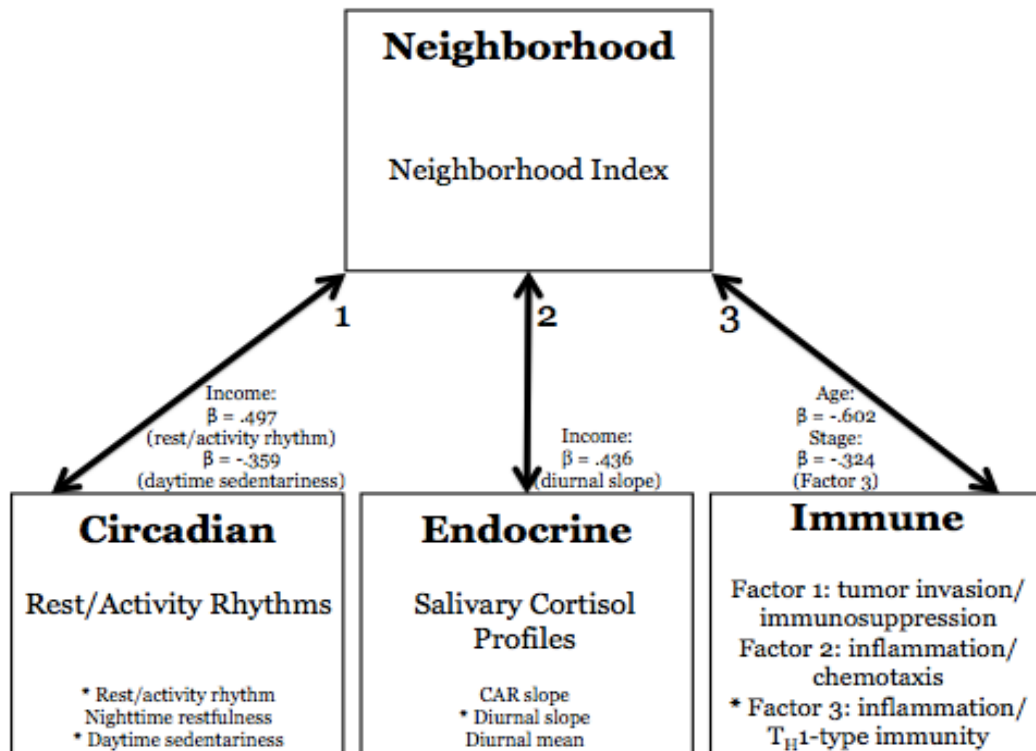 Neighborhood
Neighborhood Index
1
2
3
Income:
β = .497
(rest/activity rhythm)
β = -.359
(daytime sedentariness)
Income:
β = .436
(diurnal slope)
Age:
β = -.602
Stage:
β = -.324
(Factor 3)
Circadian
Rest/Activity Rhythms
* Rest/activity rhythm
Nighttime restfulness
* Daytime sedentariness
Endocrine
Salivary Cortisol
Profiles
CAR slope
* Diurnal slope
Diurnal mean
Immune
Factor 1: tumor invasion/
immunosuppression
Factor 2: inflammation/
chemotaxis
* Factor 3: inflammation/
T_H1-type immunity